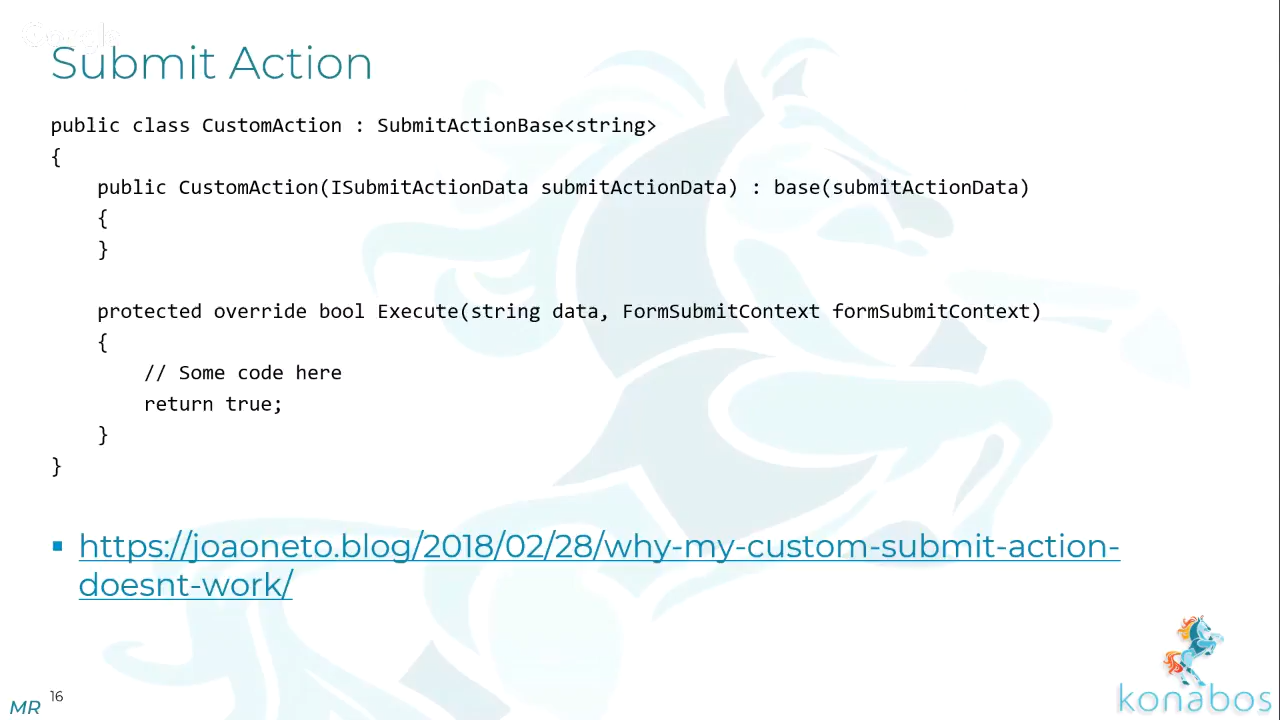 Google
Submit Action
public class CustomAction : SubmitActionBase<string>
{
public CustomAction(ISubmitActionData submitActionData) : base(submitActionData)
{
}
protected override bool Execute(string data, FormSubmitContext formSubmitContext)
{
// Some code here
return true;
}
}
https://joaoneto.blog/2018/02/28/why-my-custom-submit-action-
doesnt-work/
MR 16
konabos